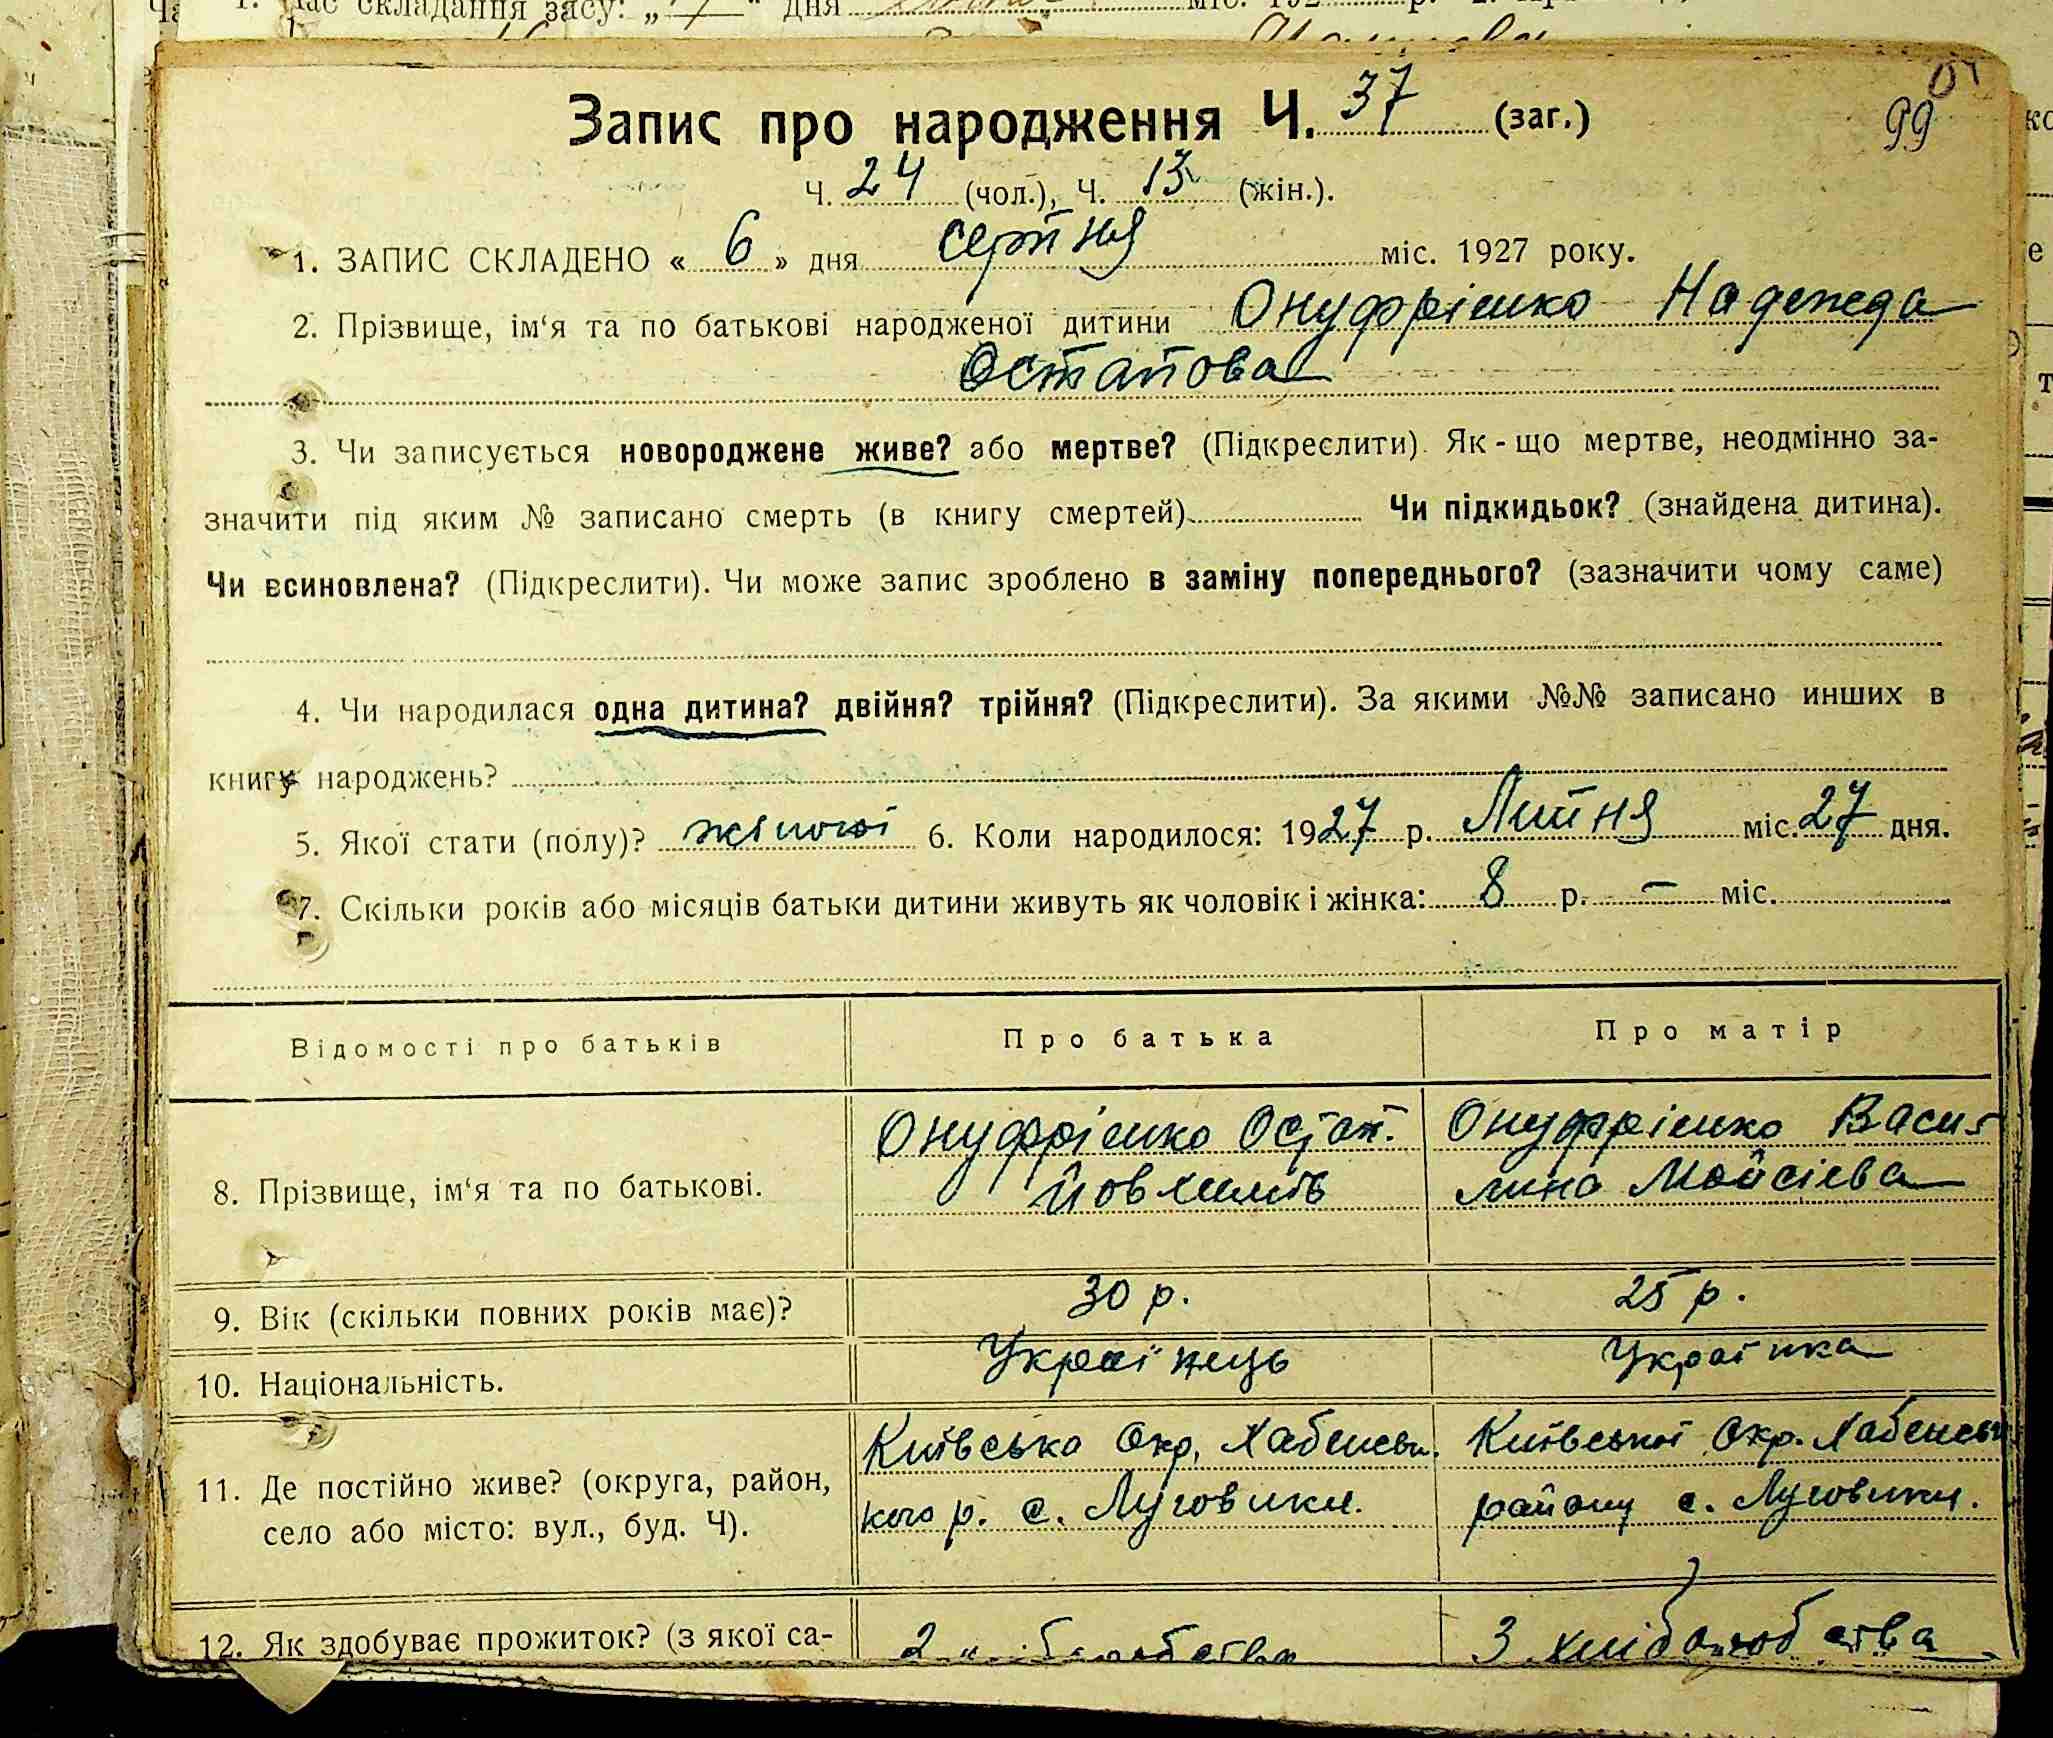 Запис про народження Ч. 37 (заг.)
99
Ч. 24 (чол.), Ч. 13 (жін.).
1. ЗАПИС СКЛАДЕНО « 6 » дня серпня міс. 1927 року.
2. Прізвище, ім‘я та по батькові народженої дитини Онуфрієнко Надежда
Остапова
3. Чи записується новороджене живе? або мертве? (Підкреслити). Як-що мертве, неодмінно за-
значити під яким № записано смерть (в книгу смертей) Чи підкидьок? (знайдена дитина).
Чи всиновлена? (Підкреслити). Чи може запис зроблено в заміну попереднього? (зазначити чому саме)
4. Чи народилася одна дитина? двійня? трійня? (Підкреслити). За якими №№ записано инших в
книгу народжень?
5. Якої стати (полу)? жіночої 6. Коли народилося: 1927 р. Липня міс. 27 дня.
7. Скільки років або місяців батьки дитини живуть як чоловік і жінка: 8 р. – міс.
Відомості про батьків Про батька Про матір
8. Прізвище, ім‘я та по батькові. Онуфрієнко Остап. Онуфрієнко Васи
Йовхимів лина Мойсієва
9. Вік (скільки повних років має)? 30 р. 25 р.
10. Національність. Українець Українка
Київська Окр. Хабенсь. Київської Окр. Хабенсь
11. Де постійно живе? (округа, район, кого р. с. Луговики. району с. Луговики.
село або місто: вул., буд. Ч).
12. Як здобуває прожиток? (з якої са- З хліборобства